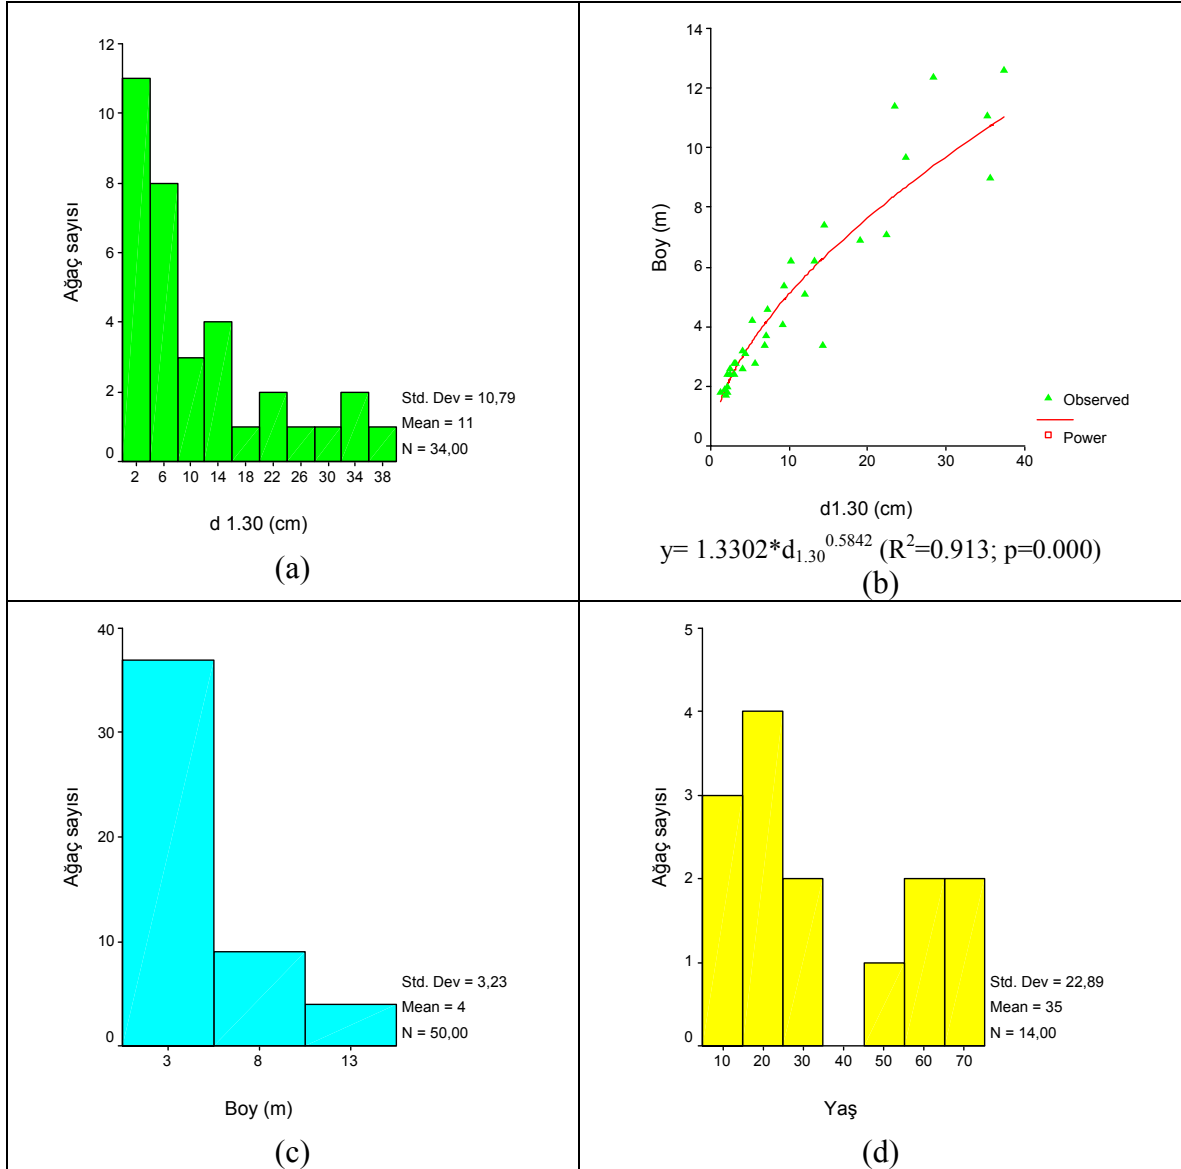 12
10
8
6
4
2
0
Ağaç sayısı
2 6 10 14 18 22 26 30 34 38
d 1.30 (cm)
Std. Dev = 10,79
Mean = 11
N = 34,00
(a)
14
12
10
8
6
4
2
0
Boy (m)
0 10 20 30 40
d1.30 (cm)
Observed
Power
y= 1.3302*d1.30^0.5842 (R²=0.913; p=0.000)
(b)
40
30
20
10
0
Ağaç sayısı
3 8 13
Boy (m)
Std. Dev = 3,23
Mean = 4
N = 50,00
(c)
5
4
3
2
1
0
Ağaç sayısı
10 20 30 40 50 60 70
Yaş
Std. Dev = 22,89
Mean = 35
N = 14,00
(d)